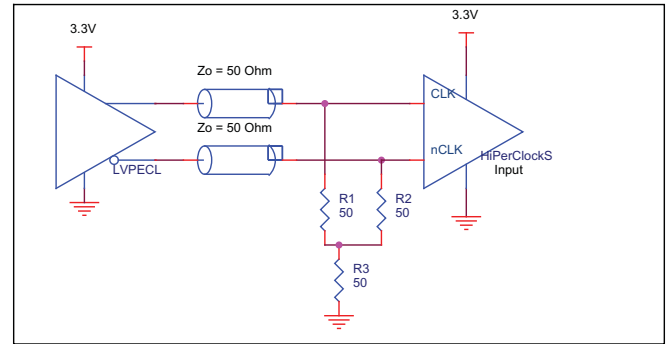 3.3V
3.3V
Zo = 50 Ohm
CLK
Zo = 50 Ohm
nCLK
LVPECL
HiPerClockS
Input
R1
50
R2
50
R3
50